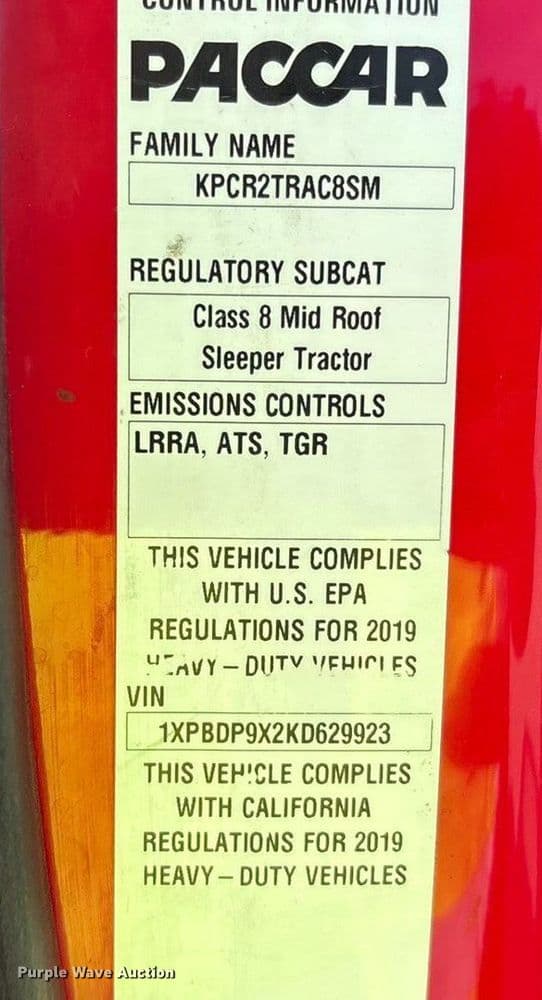 CONTROL INFORMATION
PACCAR
FAMILY NAME
KPCR2TRAC8SM
REGULATORY SUBCAT
Class 8 Mid Roof
Sleeper Tractor
EMISSIONS CONTROLS
LRRA, ATS, TGR
THIS VEHICLE COMPLIES
WITH U.S. EPA
REGULATIONS FOR 2019
HEAVY-DUTY VEHICLES
VIN
1XPBDP9X2KD629923
THIS VEHICLE COMPLIES
WITH CALIFORNIA
REGULATIONS FOR 2019
HEAVY-DUTY VEHICLES
Purple Wave Auction